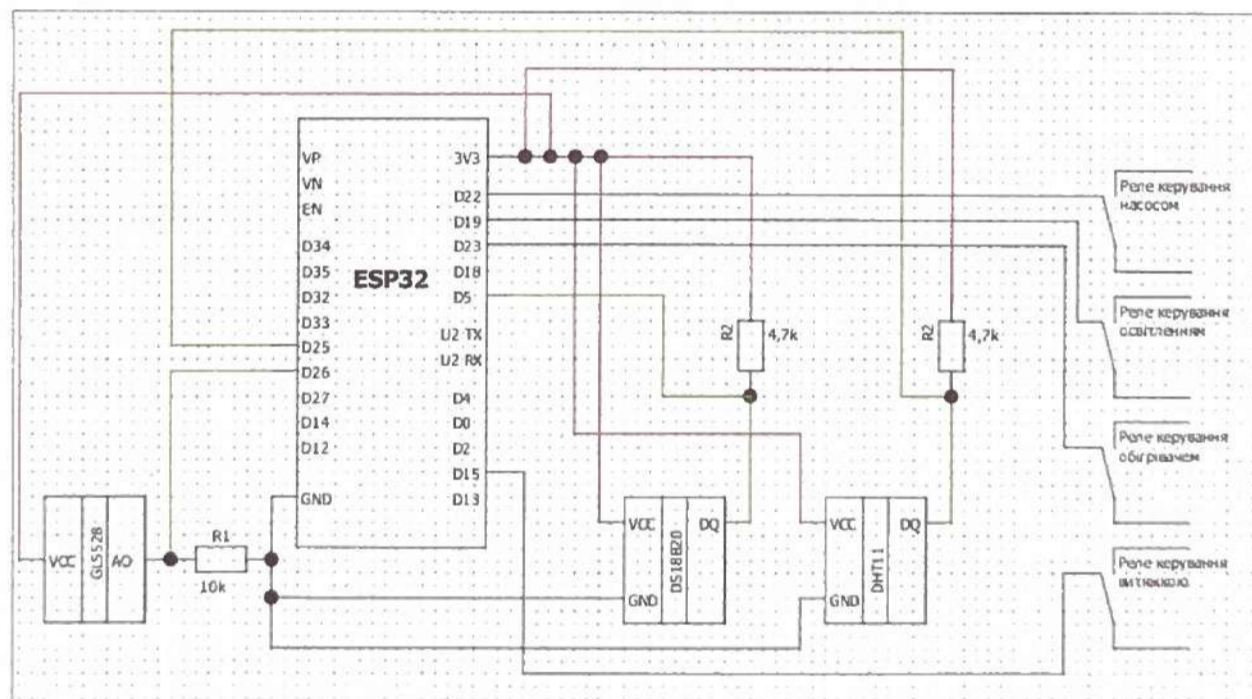 VP
VN
EN
D34
D35
D32
D33
D25
D26
D27
D14
D12
GND
ESP32
3V3
D22
D19
D23
D18
D5
U2 TX
U2 RX
D4
D0
D2
D15
D13
R2
4,7k
R2
4,7k
Реле керування
насосом
Реле керування
освітленням
Реле керування
обігрівачем
Реле керування
витяжкою
VCC
GL5528
AO
R1
10k
VCC
GND
DS18B20
DQ
VCC
GND
DHT11
DQ